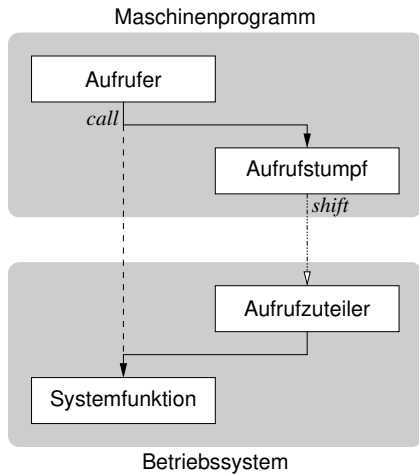 Maschinenprogramm
Aufrufer
call
Aufrufstumpf
shift
Aufrufzuteiler
Systemfunktion
Betriebssystem